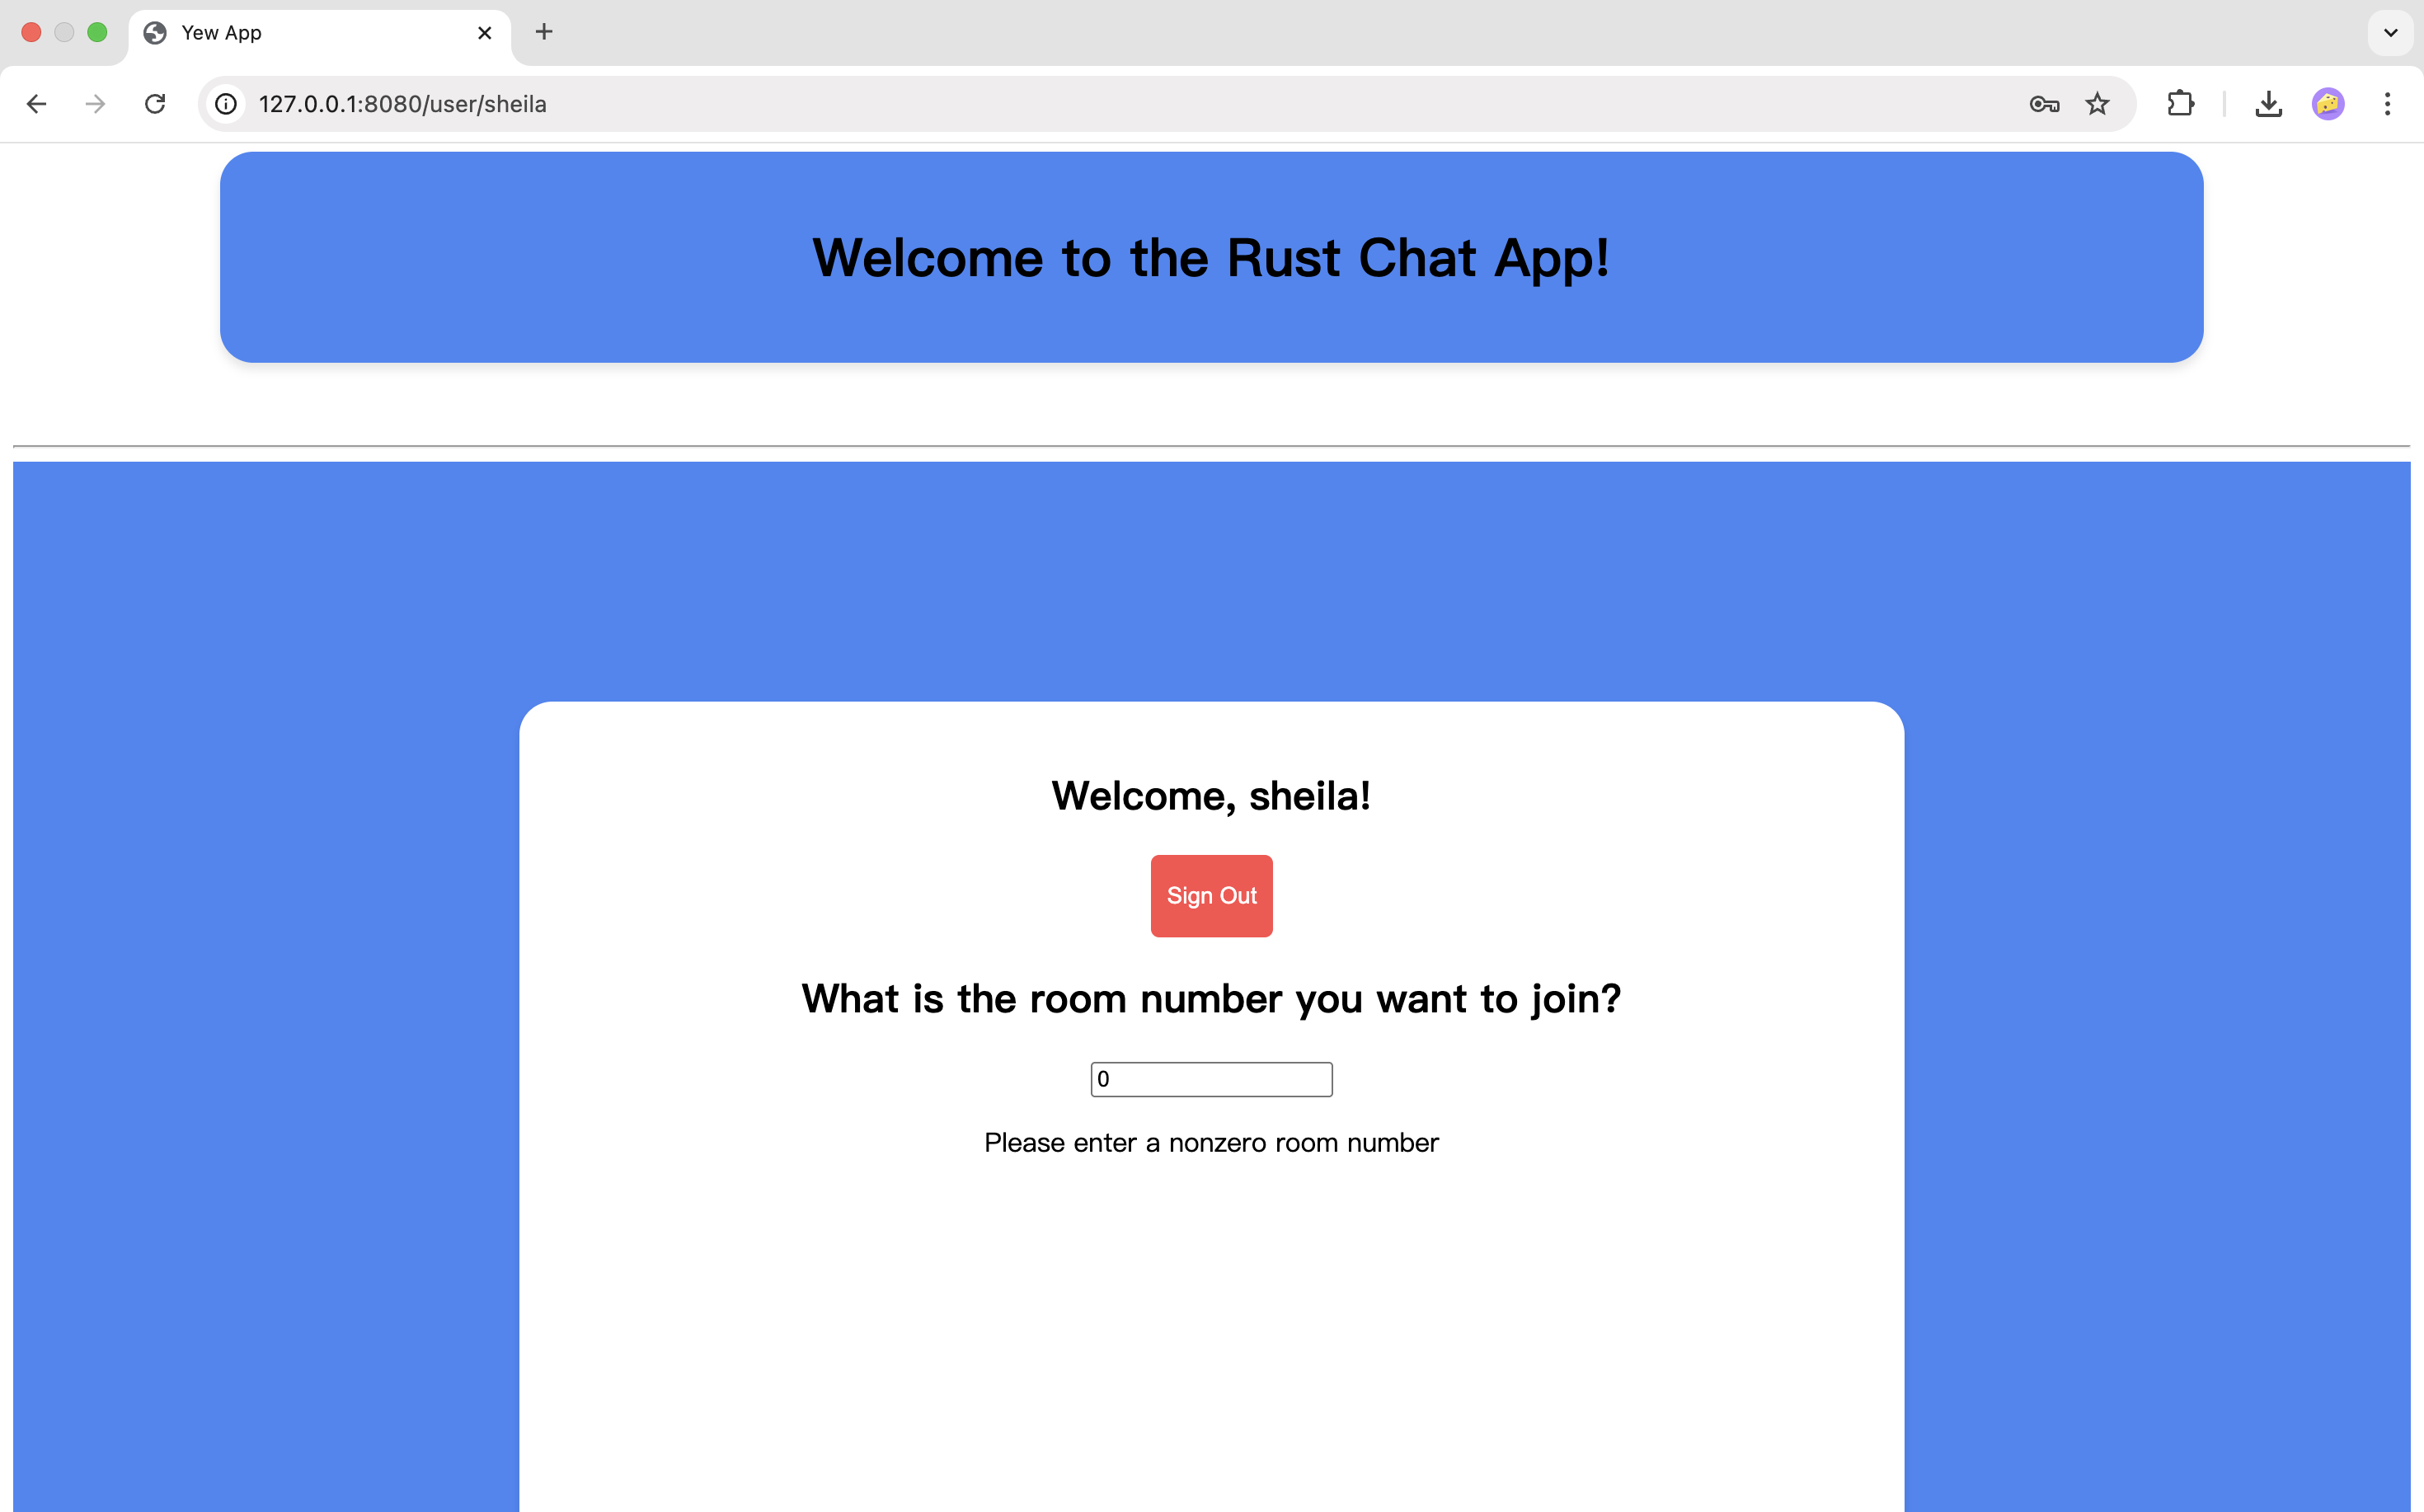 Yew App
127.0.0.1:8080/user/sheila
Welcome to the Rust Chat App!
Welcome, sheila!
Sign Out
What is the room number you want to join?
0
Please enter a nonzero room number